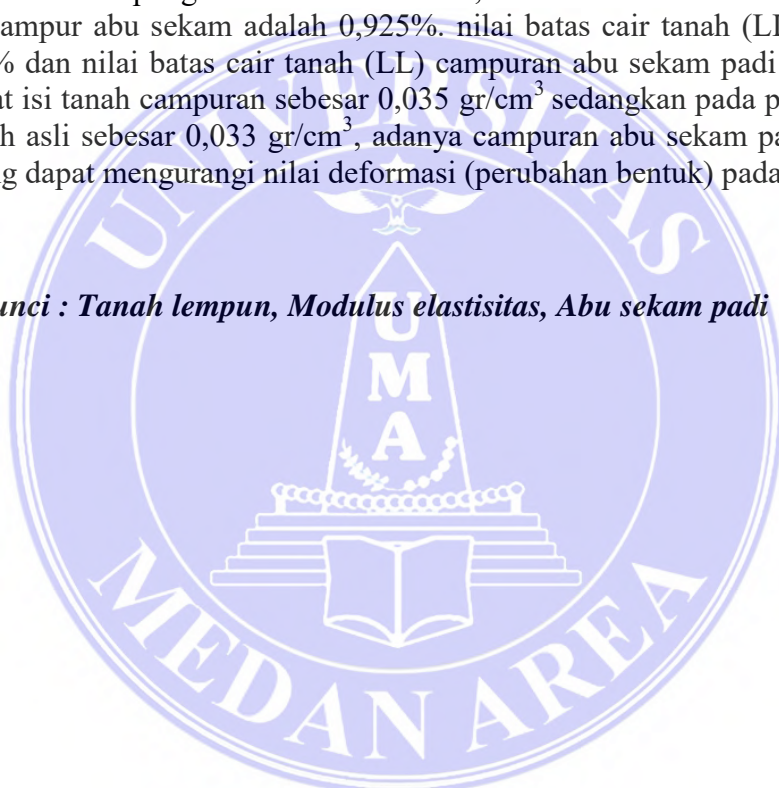 ampur abu sekam adalah 0,925%. nilai batas cair tanah (LL
% dan nilai batas cair tanah (LL) campuran abu sekam padi
at isi tanah campuran sebesar 0,035 gr/cm³ sedangkan pada p
h asli sebesar 0,033 gr/cm³, adanya campuran abu sekam pa
g dapat mengurangi nilai deformasi (perubahan bentuk) pada
unci : Tanah lempun, Modulus elastisitas, Abu sekam padi
UNIVERSITAS
UMA
MEDAN AREA